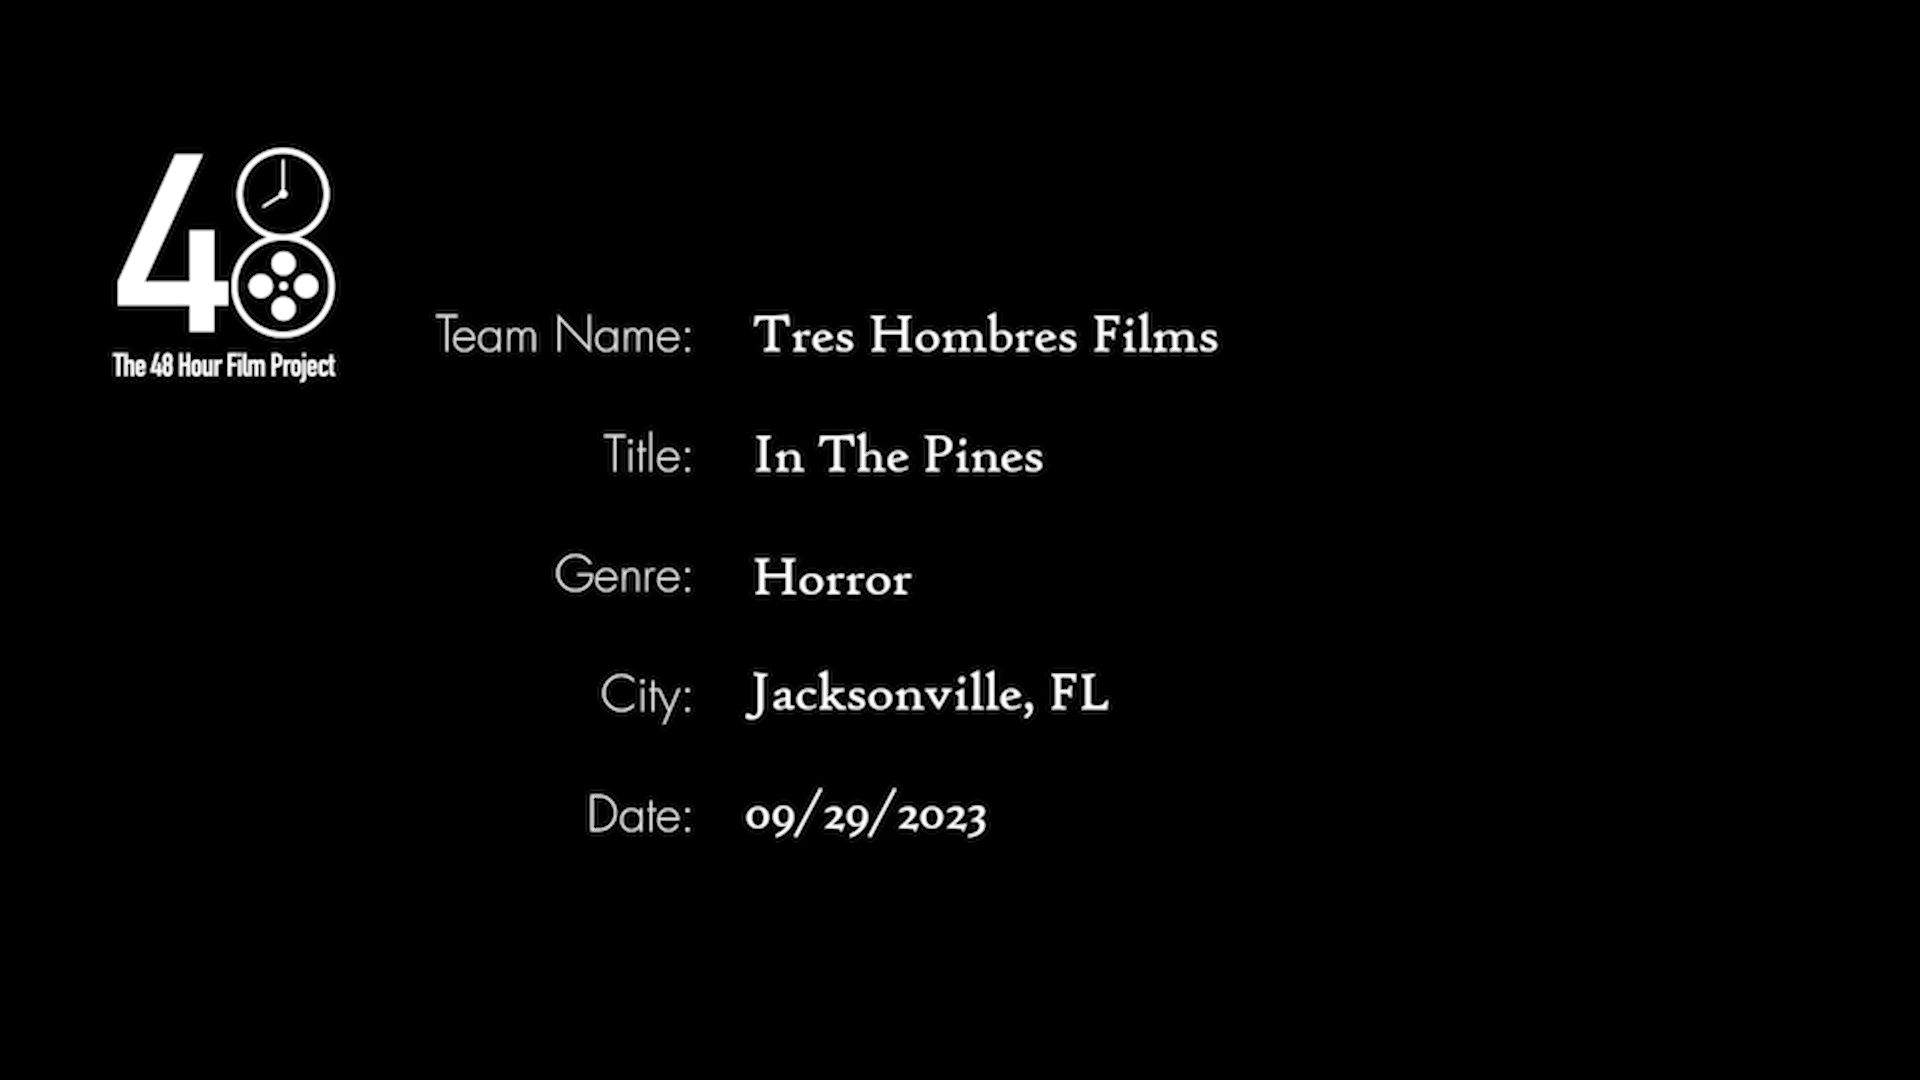 48
The 48 Hour Film Project
Team Name: Tres Hombres Films
Title: In The Pines
Genre: Horror
City: Jacksonville, FL
Date: 09/29/2023